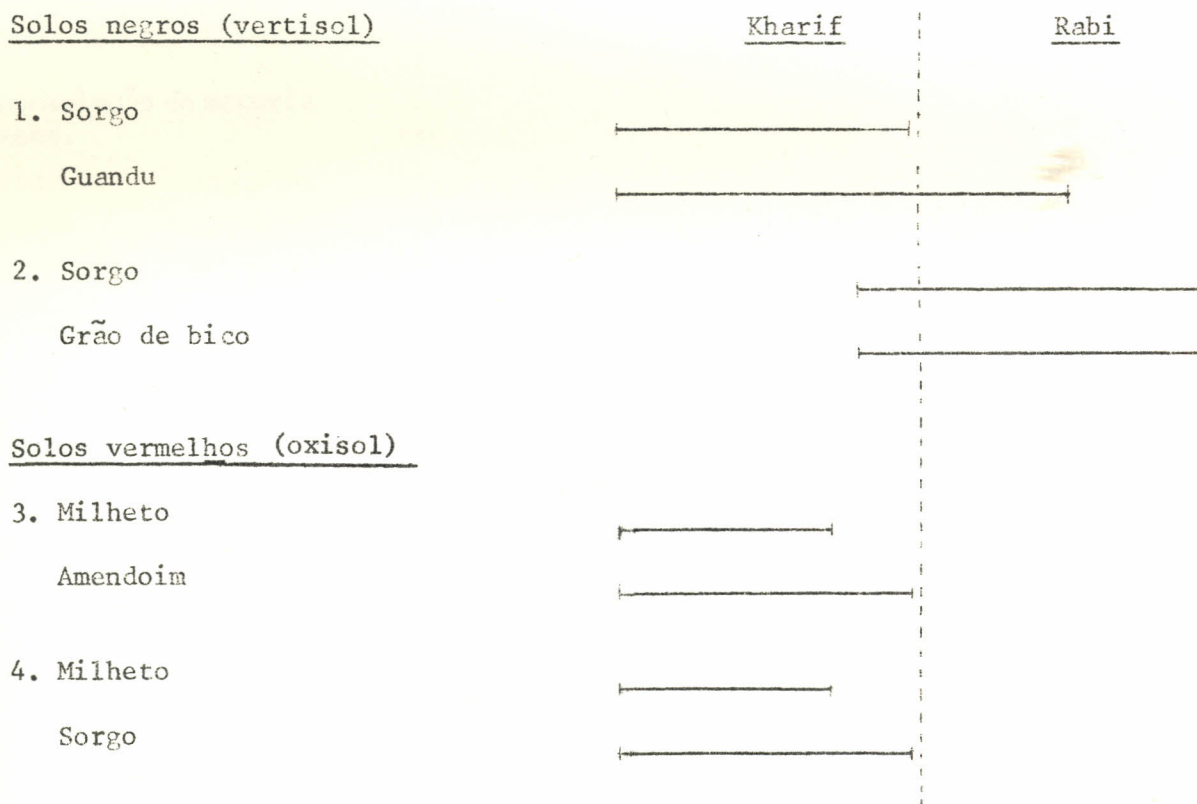 Solos negros (vertisol) Kharif Rabi
1. Sorgo
Guandu
2. Sorgo
Grão de bico
Solos vermelhos (oxisol)
3. Milheto
Amendoim
4. Milheto
Sorgo